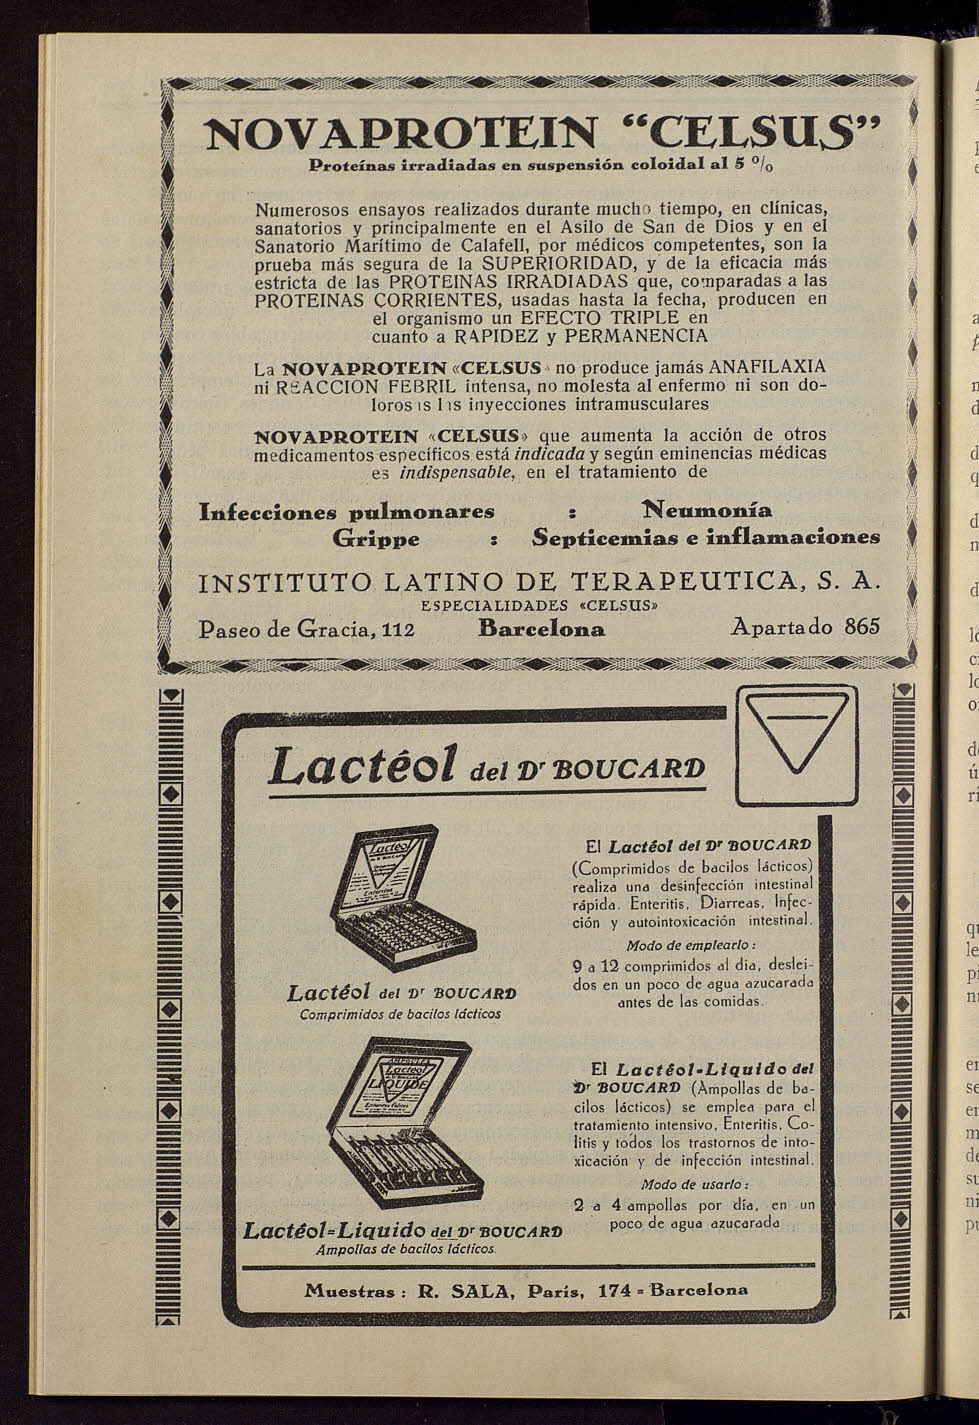 NOVAPROTEIN “CELSUS”
Proteínas irradiadas en suspensión coloidal al 5 %
Numerosos ensayos realizados durante mucho tiempo, en clínicas,
sanatorios y principalmente en el Asilo de San de Dios y en el
Sanatorio Marítimo de Calafell, por médicos competentes, son la
prueba más segura de la SUPERIORIDAD, y de la eficacia más
estricta de las PROTEINAS IRRADIADAS que, comparadas a las
PROTEINAS CORRIENTES, usadas hasta la fecha, producen en
el organismo un EFECTO TRIPLE en
cuanto a RAPIDEZ y PERMANENCIA
La NOVAPROTEIN «CELSUS» no produce jamás ANAFILAXIA
ni REACCION FEBRIL intensa, no molesta al enfermo ni son do-
lorosas las inyecciones intramusculares
NOVAPROTEIN «CELSUS» que aumenta la acción de otros
medicamentos específicos está indicada y según eminencias médicas
es indispensable, en el tratamiento de
Infecciones pulmonares : Neumonía
Grippe : Septicemias e inflamaciones
INSTITUTO LATINO DE TERAPEUTICA, S. A.
ESPECIALIDADES «CELSUS»
Paseo de Gracia, 112 Barcelona Apartado 865
Lactéol del Dr BOUCARD
El Lactéol del Dr BOUCARD
(Comprimidos de bacilos lácticos)
realiza una desinfección intestinal
rápida. Enteritis, Diarreas, Infec-
ción y autointoxicación intestinal.
Modo de emplearlo :
9 a 12 comprimidos al dia, deslei-
dos en un poco de agua azucarada
antes de las comidas.
Lactéol
Lactéol del Dr BOUCARD
Comprimidos de bacilos lácticos
El Lactéol-Liquido del
Dr BOUCARD (Ampollas de ba-
cilos lácticos) se emplea para el
tratamiento intensivo, Enteritis, Co-
litis y todos los trastornos de into-
xicación y de infección intestinal.
Modo de usarlo :
2 a 4 ampollas por día, en un
poco de agua azucarada
AMPOULES
Lactéol
LIQUIDE
Lactéol=Liquido del Dr BOUCARD
Ampollas de bacilos lácticos.
Muestras : R. SALA, París, 174 = Barcelona